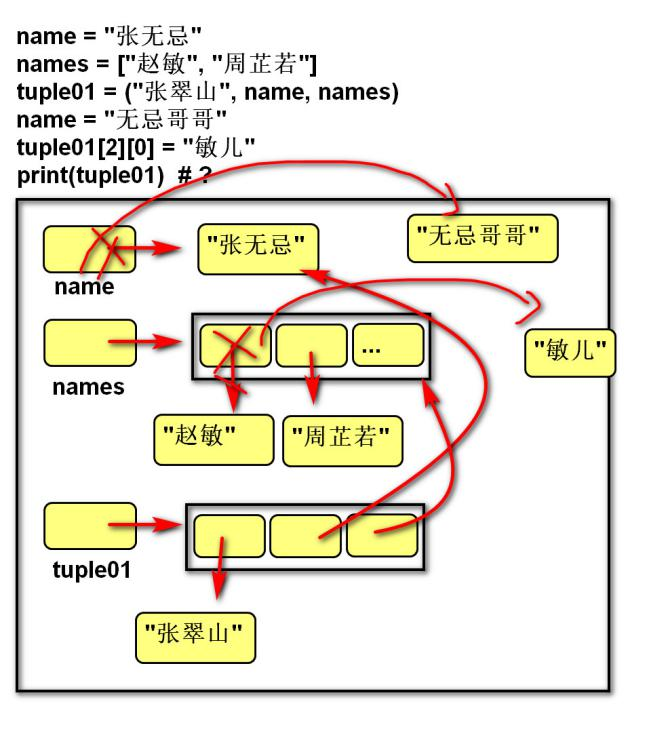 name = "张无忌"
names = ["赵敏", "周芷若"]
tuple01 = ("张翠山", name, names)
name = "无忌哥哥"
tuple01[2][0] = "敏儿"
print(tuple01)  # ?
"无忌哥哥"
"张无忌"
name
"敏儿"
...
names
"赵敏" "周芷若"
tuple01
"张翠山"